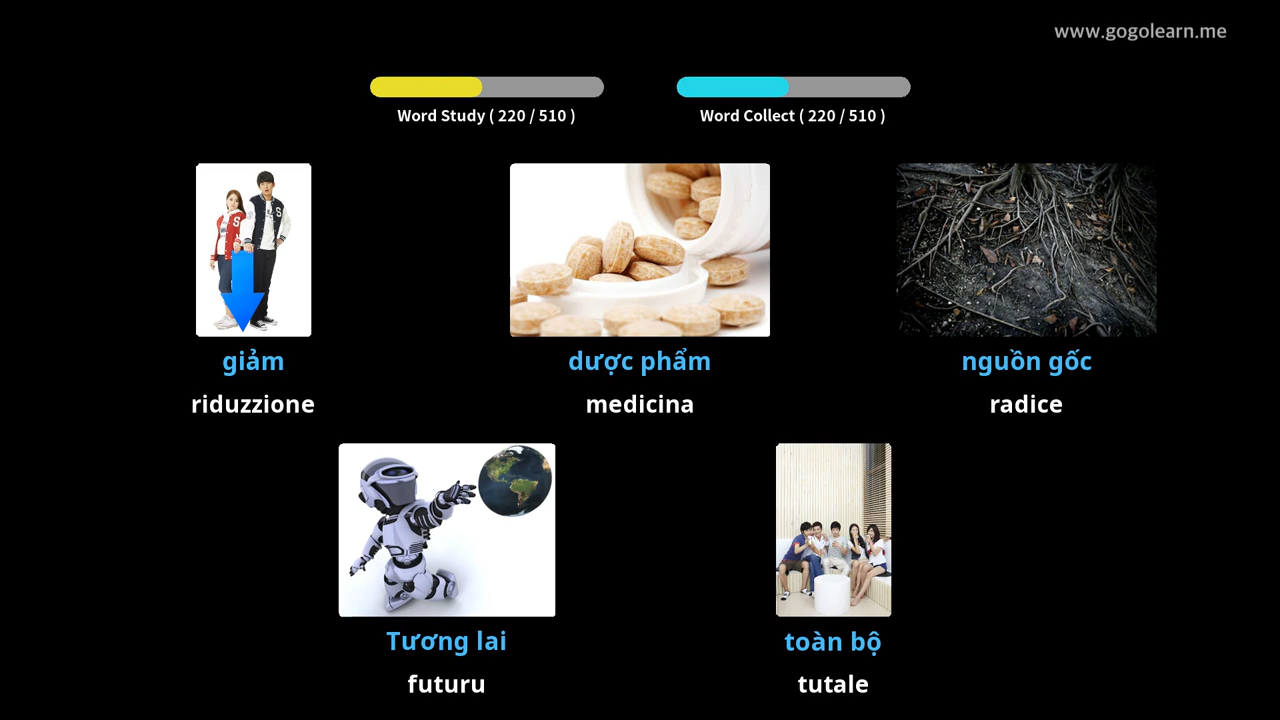 www.gogolearn.me
Word Study ( 220 / 510 )
Word Collect ( 220 / 510 )
giảm
riduzzione
dược phẩm
medicina
nguồn gốc
radice
Tương lai
futuru
toàn bộ
tutale